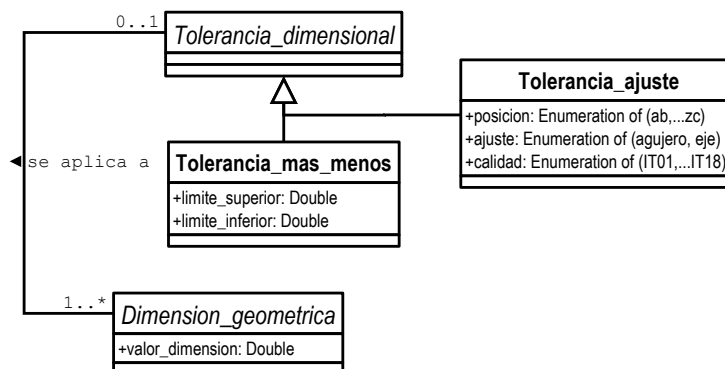 0..1
Tolerancia_dimensional
Tolerancia_ajuste
+posicion: Enumeration of (ab,...zc)
+ajuste: Enumeration of (agujero, eje)
+calidad: Enumeration of (IT01,...IT18)
se aplica a
Tolerancia_mas_menos
+limite_superior: Double
+limite_inferior: Double
1..*
Dimension_geometrica
+valor_dimension: Double